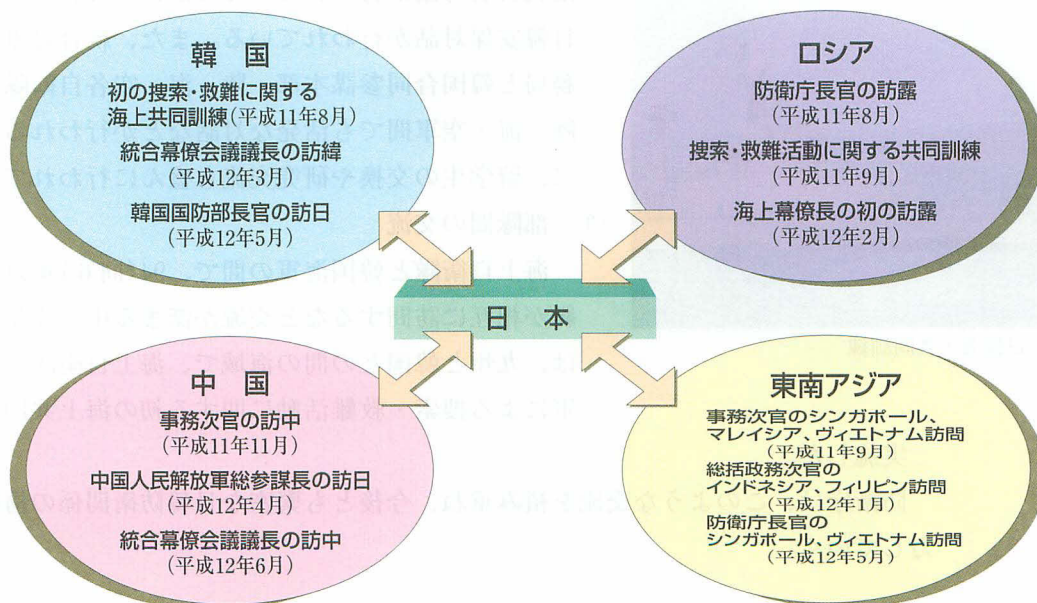 韓 国
初の捜索・救難に関する
海上共同訓練(平成11年8月)
統合幕僚会議議長の訪緯
(平成12年3月)
韓国国防部長官の訪日
(平成12年5月)
ロシア
防衛庁長官の訪露
(平成11年8月)
捜索・救難活動に関する共同訓練
(平成11年9月)
海上幕僚長の初の訪露
(平成12年2月)
日 本
中 国
事務次官の訪中
(平成11年11月)
中国人民解放軍総参謀長の訪日
(平成12年4月)
統合幕僚会議議長の訪中
(平成12年6月)
東南アジア
事務次官のシンガポール、
マレイシア、ヴィエトナム訪問
(平成11年9月)
総括政務次官の
インドネシア、フィリピン訪問
(平成12年1月)
防衛庁長官の
シンガポール、ヴィエトナム訪問
(平成12年5月)